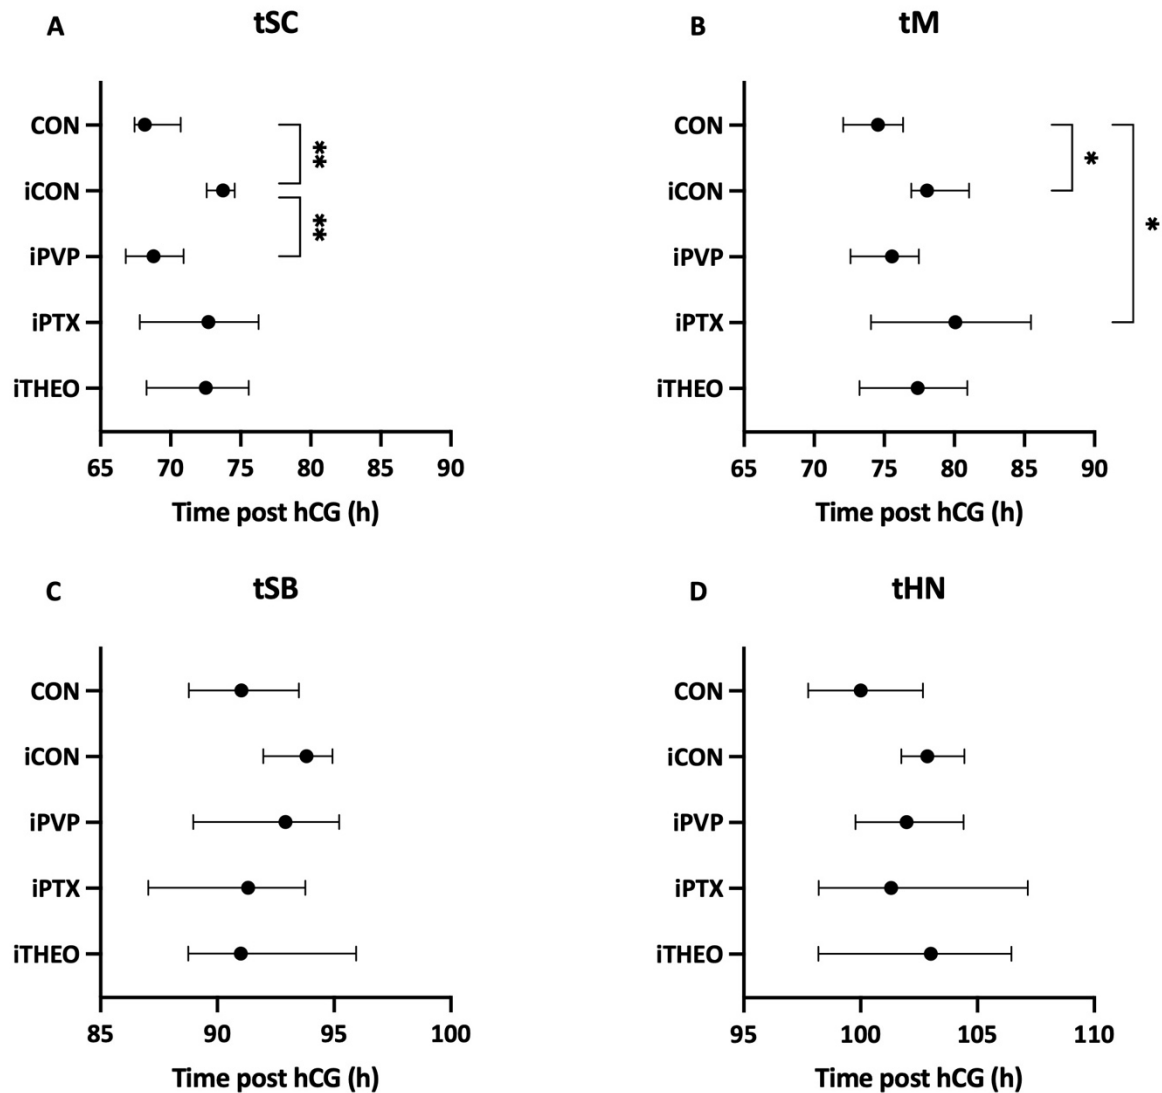 A tSC
CON
iCON
iPVP
iPTX
iTHEO
**
**
65 70 75 80 85 90
Time post hCG (h)
B tM
CON
iCON
iPVP
iPTX
iTHEO
*
*
65 70 75 80 85 90
Time post hCG (h)
C tSB
CON
iCON
iPVP
iPTX
iTHEO
85 90 95 100
Time post hCG (h)
D tHN
CON
iCON
iPVP
iPTX
iTHEO
95 100 105 110
Time post hCG (h)